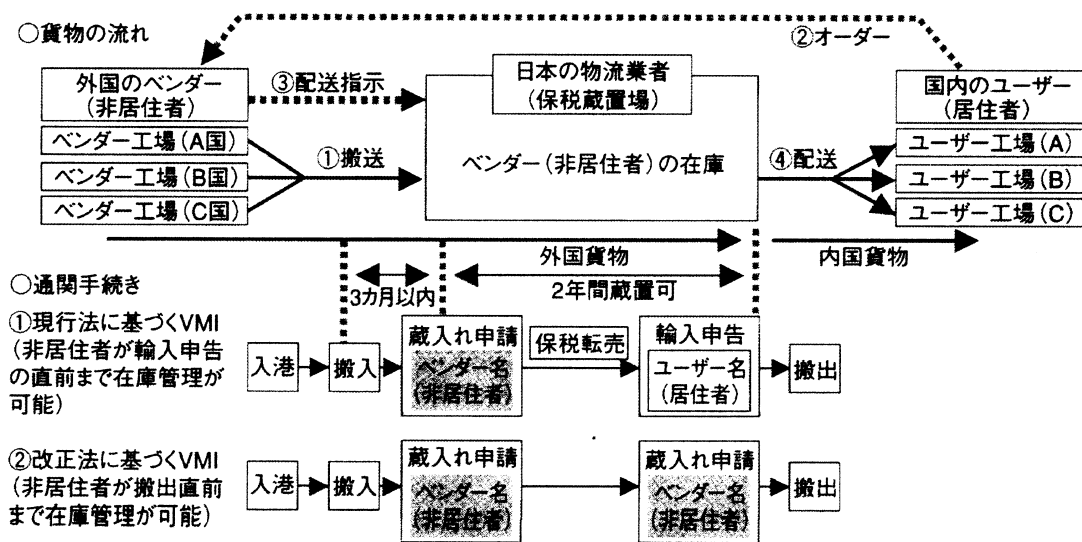 ○貨物の流れ
②オーダー
外国のベンダー
(非居住者)
③配送指示
日本の物流業者
(保税蔵置場)
国内のユーザー
(居住者)
ベンダー工場(A国)
ベンダー工場(B国)
ベンダー工場(C国)
①搬送
ベンダー(非居住者)の在庫
④配送
ユーザー工場(A)
ユーザー工場(B)
ユーザー工場(C)
外国貨物
内国貨物
○通関手続き
3カ月以内
2年間蔵置可
①現行法に基づくVMI
(非居住者が輸入申告
の直前まで在庫管理が
可能)
入港
搬入
蔵入れ申請
ベンダー名
(非居住者)
保税転売
輸入申告
ユーザー名
(居住者)
搬出
②改正法に基づくVMI
(非居住者が搬出直前
まで在庫管理が可能)
入港
搬入
蔵入れ申請
ベンダー名
(非居住者)
蔵入れ申請
ベンダー名
(非居住者)
搬出